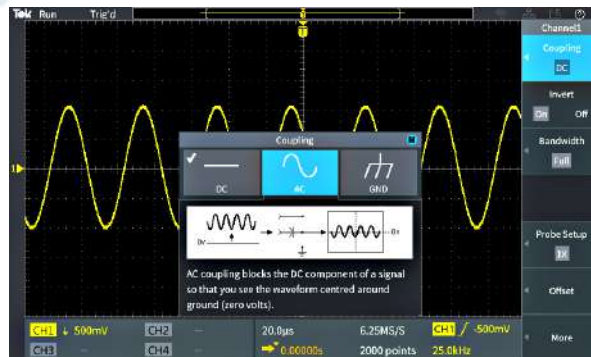 Tek Run Trig'd
Channel1
Coupling
DC
Invert
On Off
Bandwidth
Full
Probe Setup
1X
Offset
More
1
Coupling
DC AC GND
0v 0v
AC coupling blocks the DC component of a signal
so that you see the waveform centred around
ground (zero volts).
CH1 500mV CH2 --- 20.0µs 6.25MS/S CH1 -500mV
CH3 --- CH4 --- 0.00000s 2000 points 25.0kHz